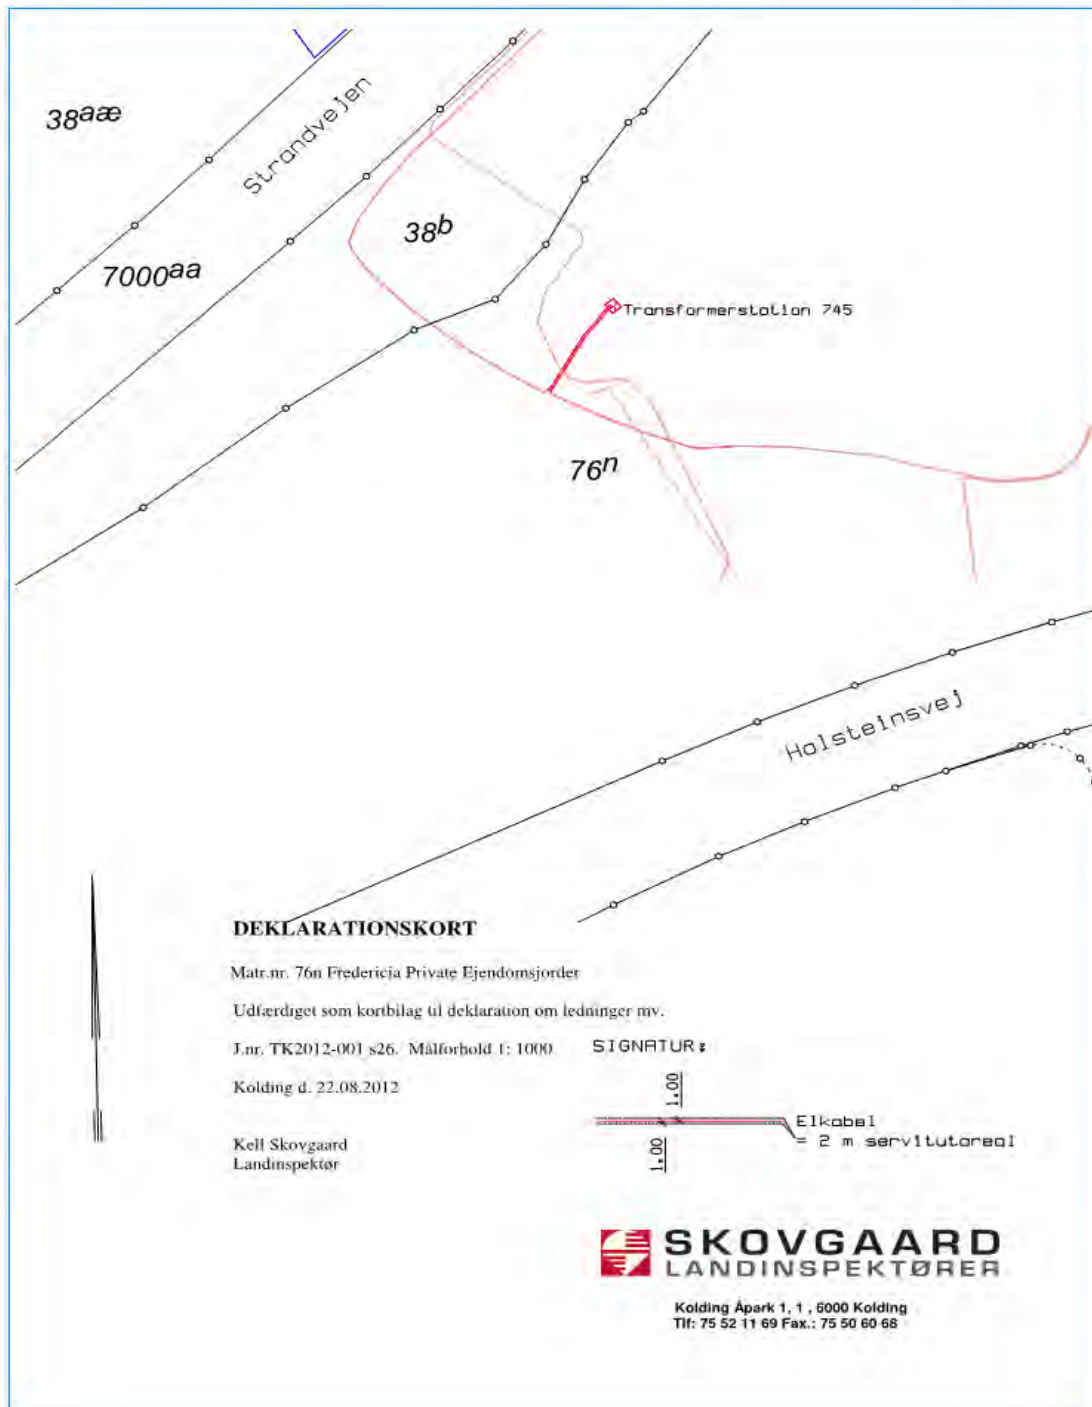 38aæ
Strandvejen
38b
7000aa
Transformerstation 745
76n
Holsteinsvej
DEKLARATIONSKORT
Matr.nr. 76n Fredericia Private Ejendomsjorder
Udfærdiget som kortbilag til deklaration om ledninger mv.
J.nr. TK2012-001 s26. Målforhold 1: 1000
SIGNATUR:
Kolding d. 22.08.2012
1.00
Elkabel
= 2 m servitutareal
1.00
Kell Skovgaard
Landinspektør
SKOVGAARD
LANDINSPEKTØRER
Kolding Åpark 1, 1 , 6000 Kolding
Tlf: 75 52 11 69 Fax.: 75 50 60 68